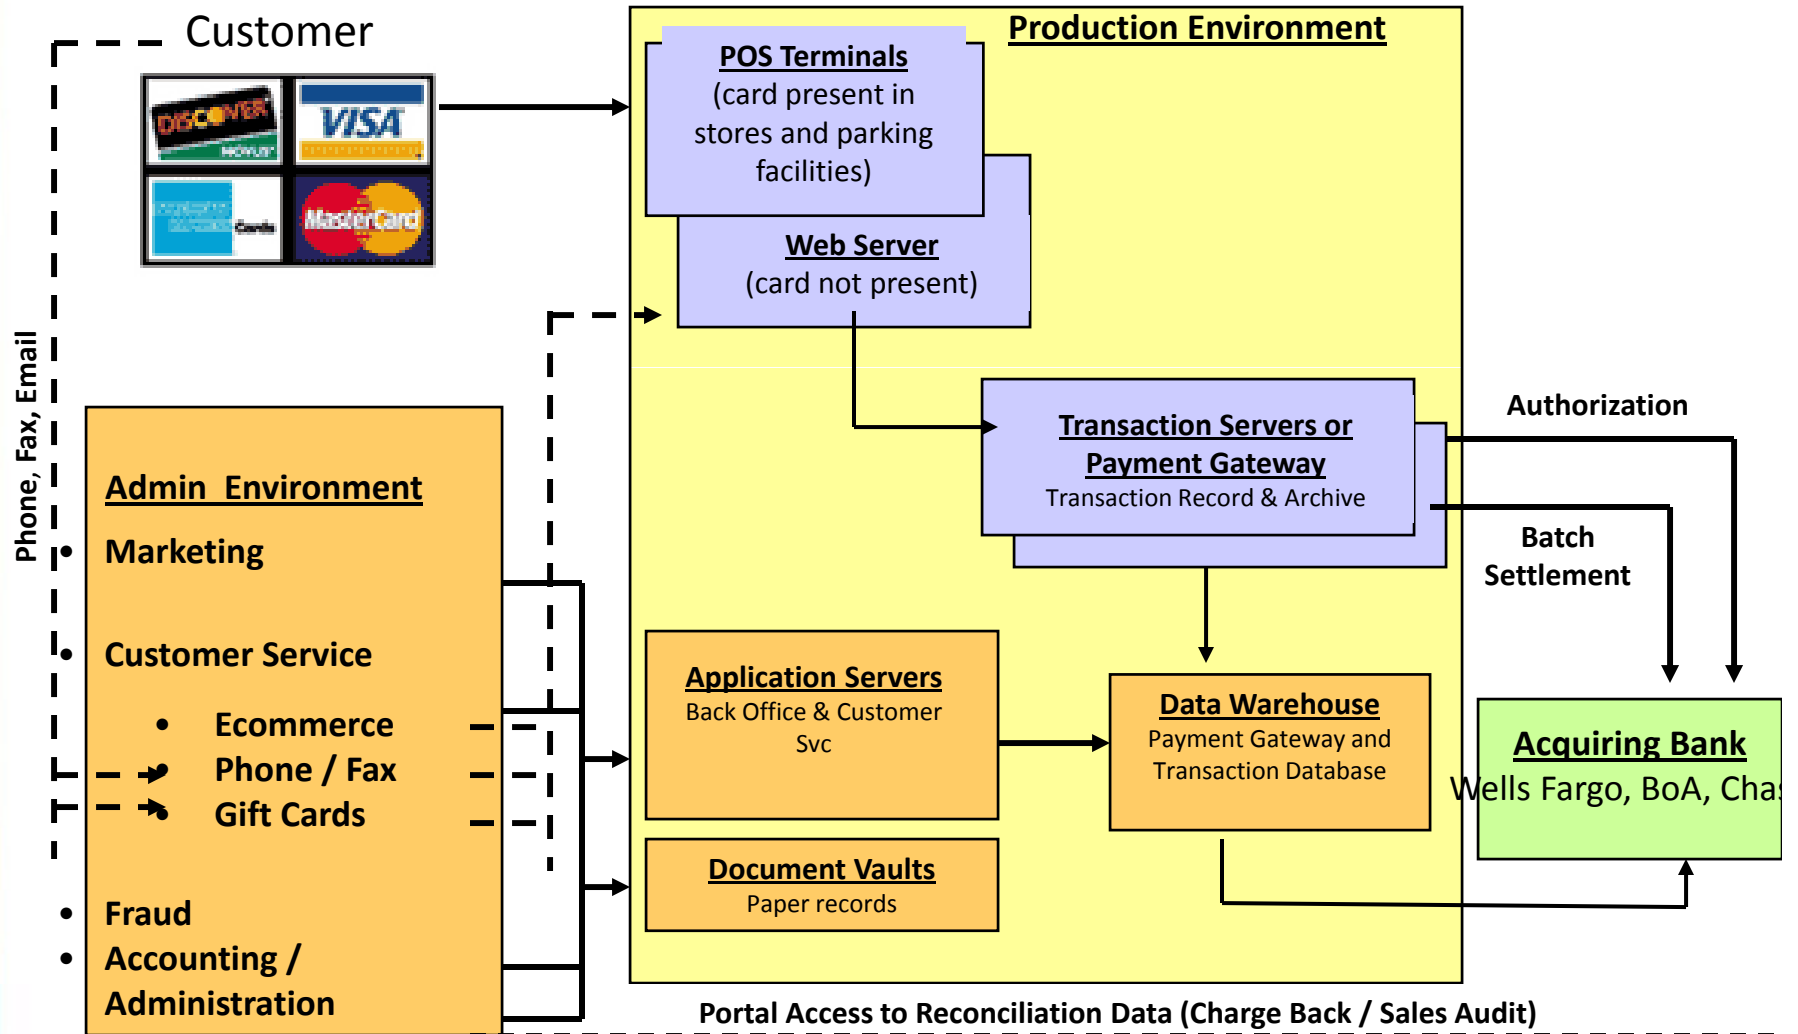 Customer
DISCOVER
NOVUS
VISA
Cards
MasterCard
Phone, Fax, Email
Production Environment
POS Terminals
(card present in
stores and parking
facilities)
Web Server
(card not present)
Transaction Servers or
Payment Gateway
Transaction Record & Archive
Authorization
Batch
Settlement
Admin Environment
• Marketing
• Customer Service
• Ecommerce
• Phone / Fax
• Gift Cards
• Fraud
• Accounting /
Administration
Application Servers
Back Office & Customer
Svc
Document Vaults
Paper records
Data Warehouse
Payment Gateway and
Transaction Database
Acquiring Bank
Wells Fargo, BoA, Chas
Portal Access to Reconciliation Data (Charge Back / Sales Audit)